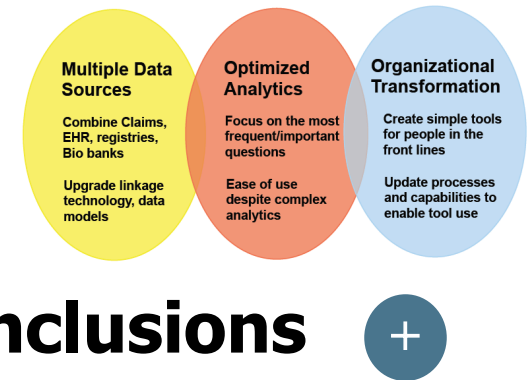 Multiple Data
Sources
Combine Claims,
EHR, registries,
Bio banks
Upgrade linkage
technology, data
models
Optimized
Analytics
Focus on the most
frequent/important
questions
Ease of use
despite complex
analytics
Organizational
Transformation
Create simple tools
for people in the
front lines
Update processes
and capabilities to
enable tool use
nclusions
+